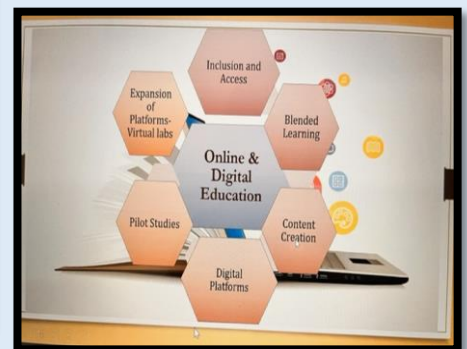 Inclusion and
Access
Expansion
of
Platforms-
Virtual labs
Blended
Learning
Online &
Digital
Education
Pilot Studies
Content
Creation
Digital
Platforms